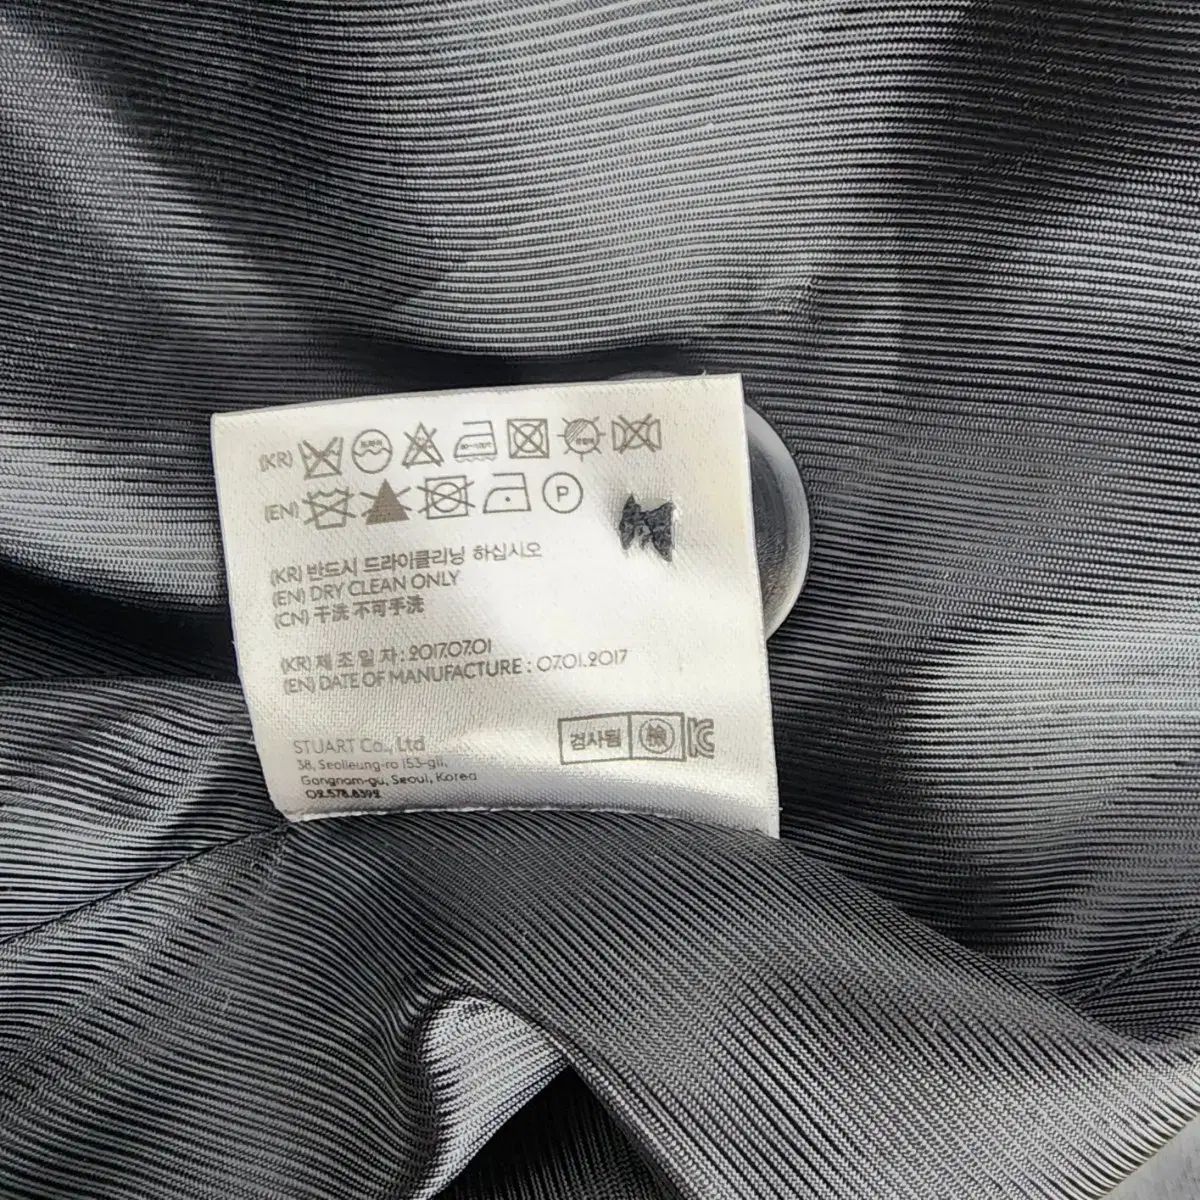 (KR)
(EN) P
(KR) 반드시 드라이클리닝 하십시오
(EN) DRY CLEAN ONLY
(CN) 干洗 不可手洗
(KR) 제 조 일 자 : 2017.07.01
(EN) DATE OF MANUFACTURE : 07.01.2017
검사필 檢 KC
STUART Co., Ltd
38, Seolleung-ro 153-gil,
Gangnam-gu, Seoul, Korea
02.578.8392